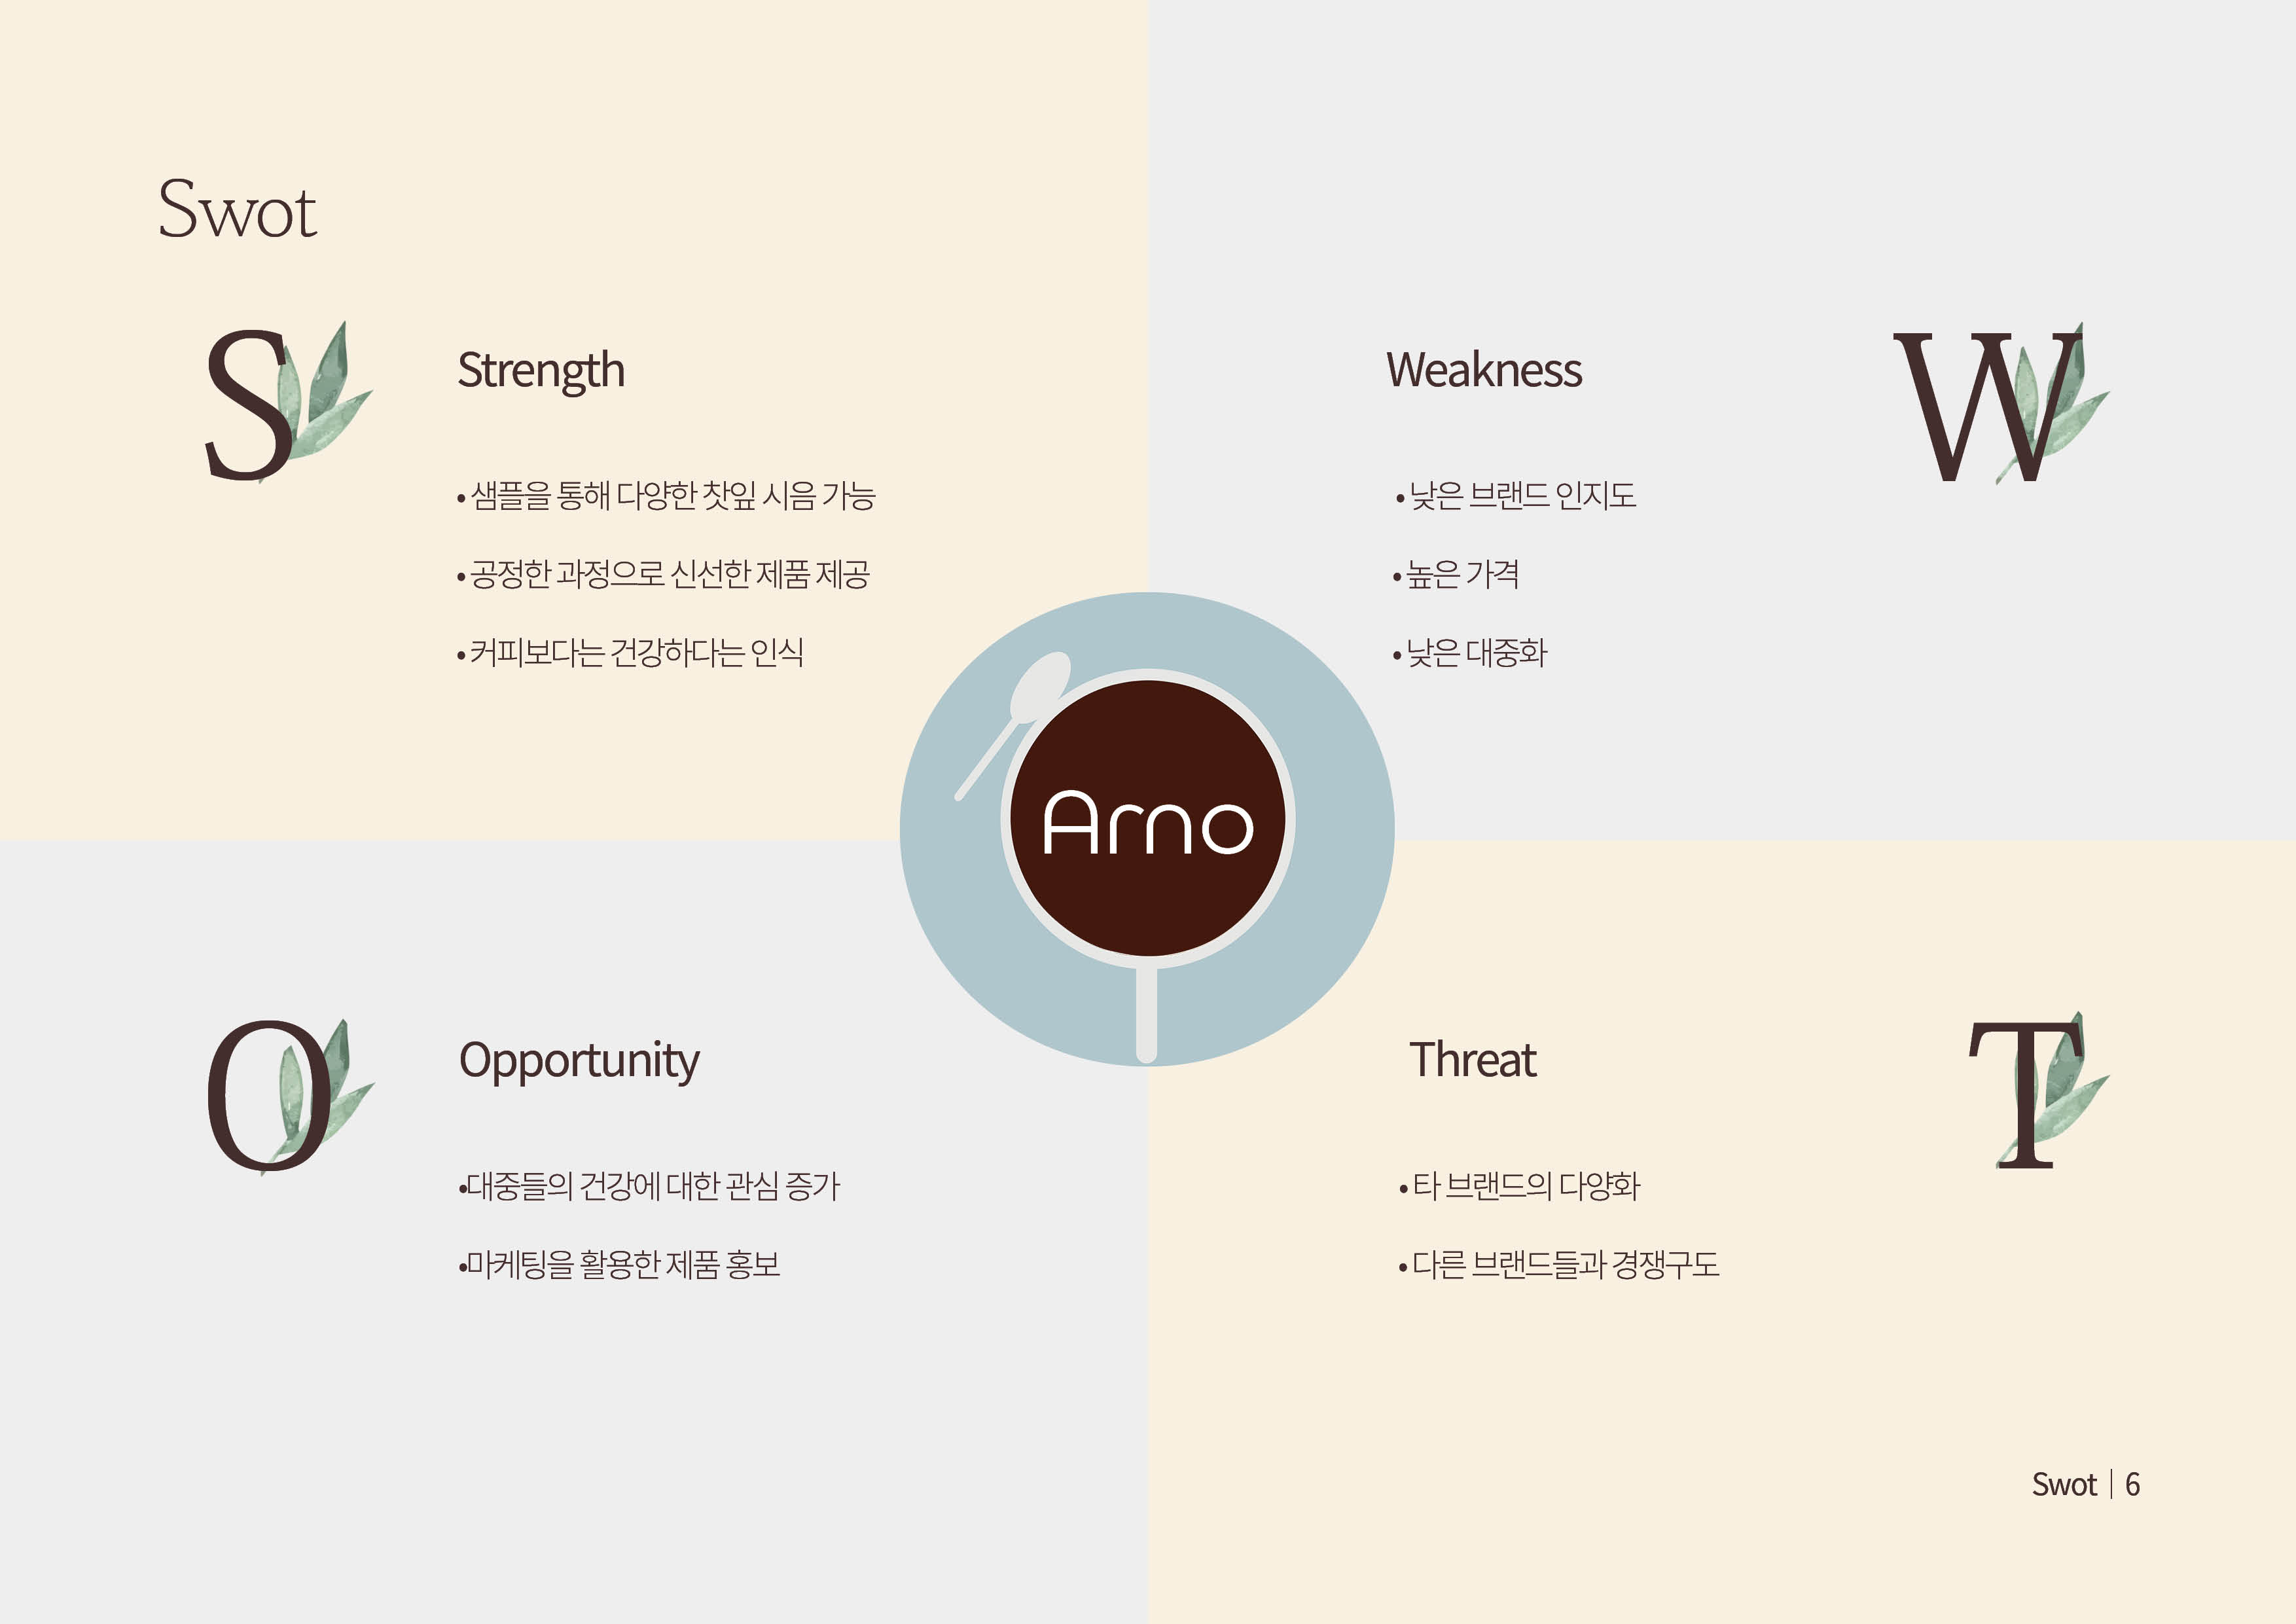 Swot
S
Strength
• 샘플을 통해 다양한 찻잎 시음 가능
• 공정한 과정으로 신선한 제품 제공
• 커피보다는 건강하다는 인식
Weakness
W
• 낮은 브랜드 인지도
• 높은 가격
• 낮은 대중화
Arno
O
Opportunity
•대중들의 건강에 대한 관심 증가
•마케팅을 활용한 제품 홍보
Threat
T
• 타 브랜드의 다양화
• 다른 브랜드들과 경쟁구도
Swot | 6